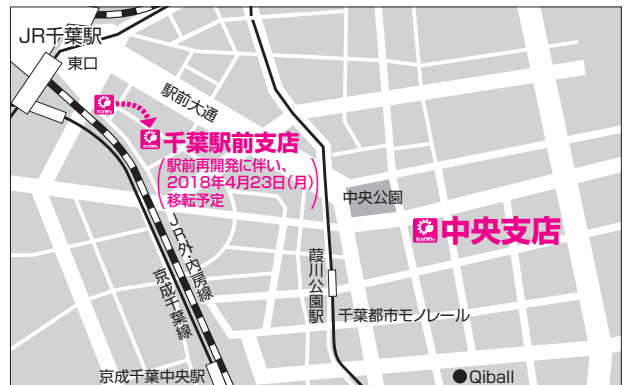 JR千葉駅
東口
駅前大通
千葉駅前支店
(駅前再開発に伴い、
2018年4月23日(月)
移転予定)
中央公園
中央支店
JR外・内房線
京成千葉線
葭川公園駅
千葉都市モノレール
京成千葉中央駅
●Qiball